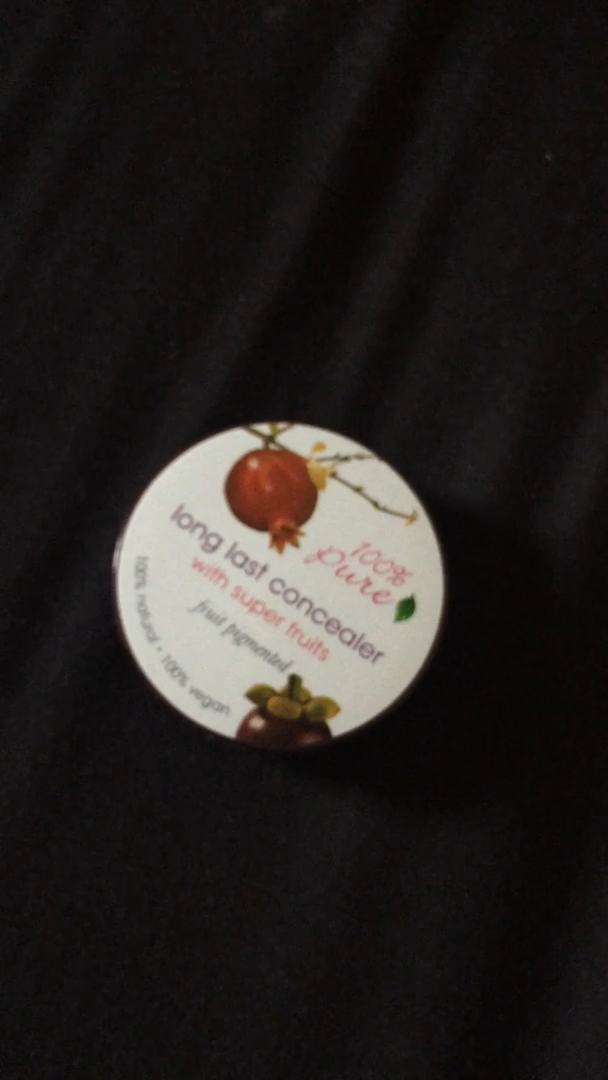 100%
pure
long last concealer
with super fruits
fruit pigmented
100% natural • 100% vegan